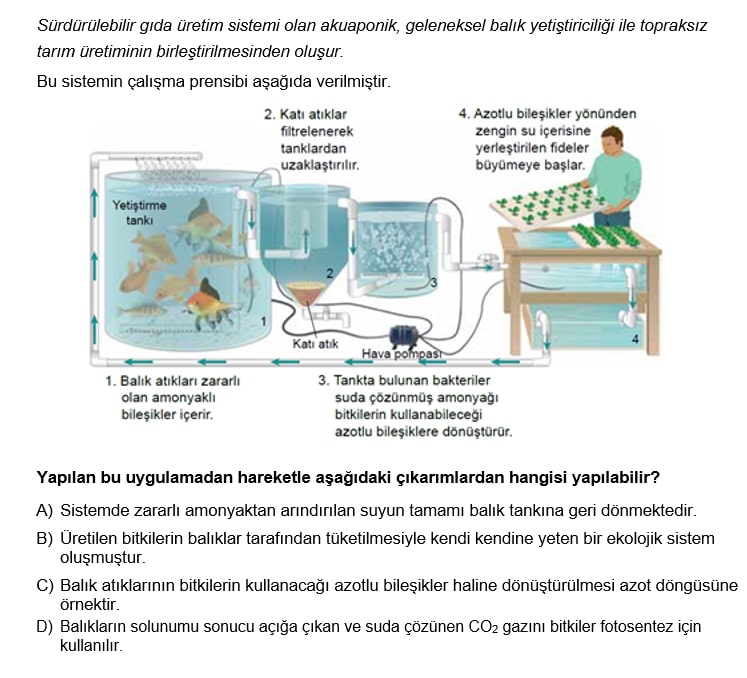 Sürdürülebilir gıda üretim sistemi olan akuaponik, geleneksel balık yetiştiriciliği ile topraksız
tarım üretiminin birleştirilmesinden oluşur.
Bu sistemin çalışma prensibi aşağıda verilmiştir.
2. Katı atıklar
filtrelenerek
tanklardan
uzaklaştırılır.
4. Azotlu bileşikler yönünden
zengin su içerisine
yerleştirilen fideler
büyümeye başlar.
Yetiştirme
tankı
1
2
3
4
Katı atık
Hava pompası
1. Balık atıkları zararlı
olan amonyaklı
bileşikler içerir.
3. Tankta bulunan bakteriler
suda çözünmüş amonyağı
bitkilerin kullanabileceği
azotlu bileşiklere dönüştürür.
Yapılan bu uygulamadan hareketle aşağıdaki çıkarımlardan hangisi yapılabilir?
A) Sistemde zararlı amonyaktan arındırılan suyun tamamı balık tankına geri dönmektedir.
B) Üretilen bitkilerin balıklar tarafından tüketilmesiyle kendi kendine yeten bir ekolojik sistem
oluşmuştur.
C) Balık atıklarının bitkilerin kullanacağı azotlu bileşikler haline dönüştürülmesi azot döngüsüne
örnektir.
D) Balıkların solunumu sonucu açığa çıkan ve suda çözünen CO₂ gazını bitkiler fotosentez için
kullanılır.